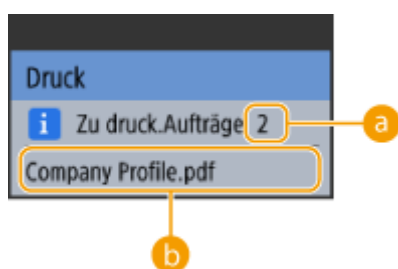 Druck
i Zu druck.Aufträge 2
a
Company Profile.pdf
b